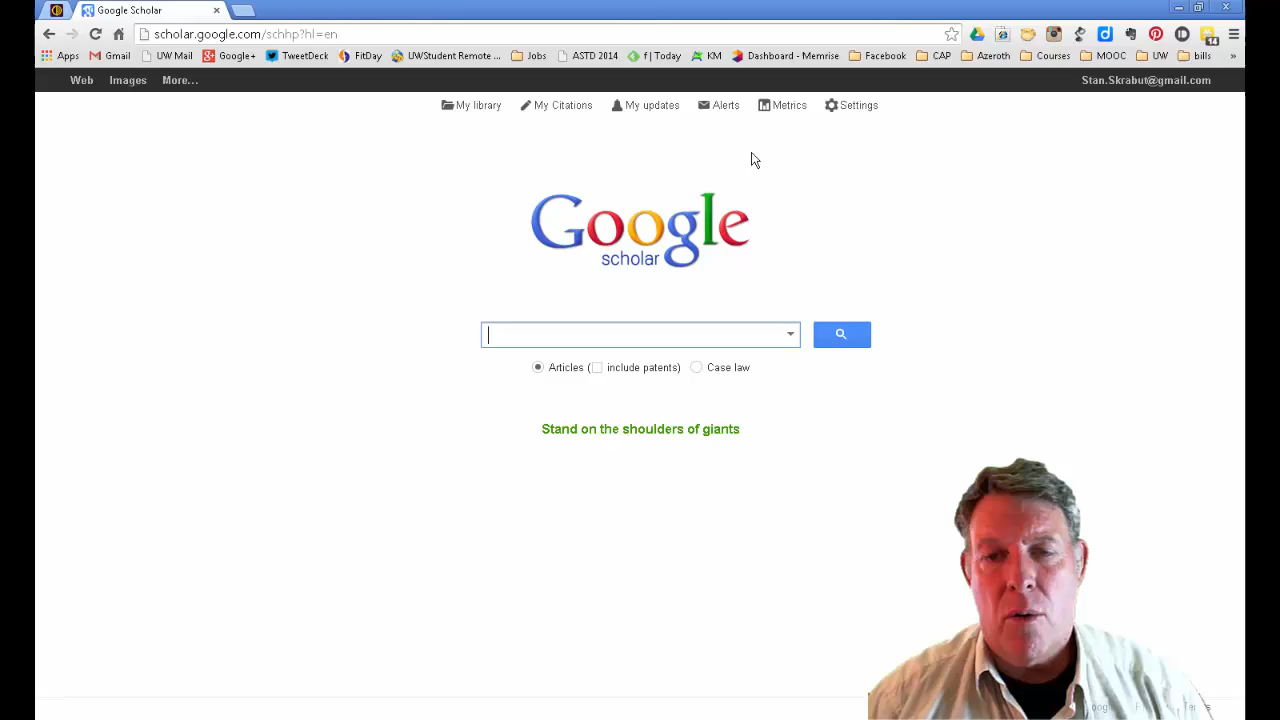 Google Scholar
scholar.google.com/schhp?hl=en
Apps Gmail UW Mail Google+ TweetDeck FitDay UWStudent Remote ... Jobs ASTD 2014 f | Today KM Dashboard - Memrise Facebook CAP Azeroth Courses MOOC UW bills »
14
Web Images More... Stan.Skrabut@gmail.com
My library My Citations My updates Alerts Metrics Settings
Google
scholar
Articles ( include patents) Case law
Stand on the shoulders of giants